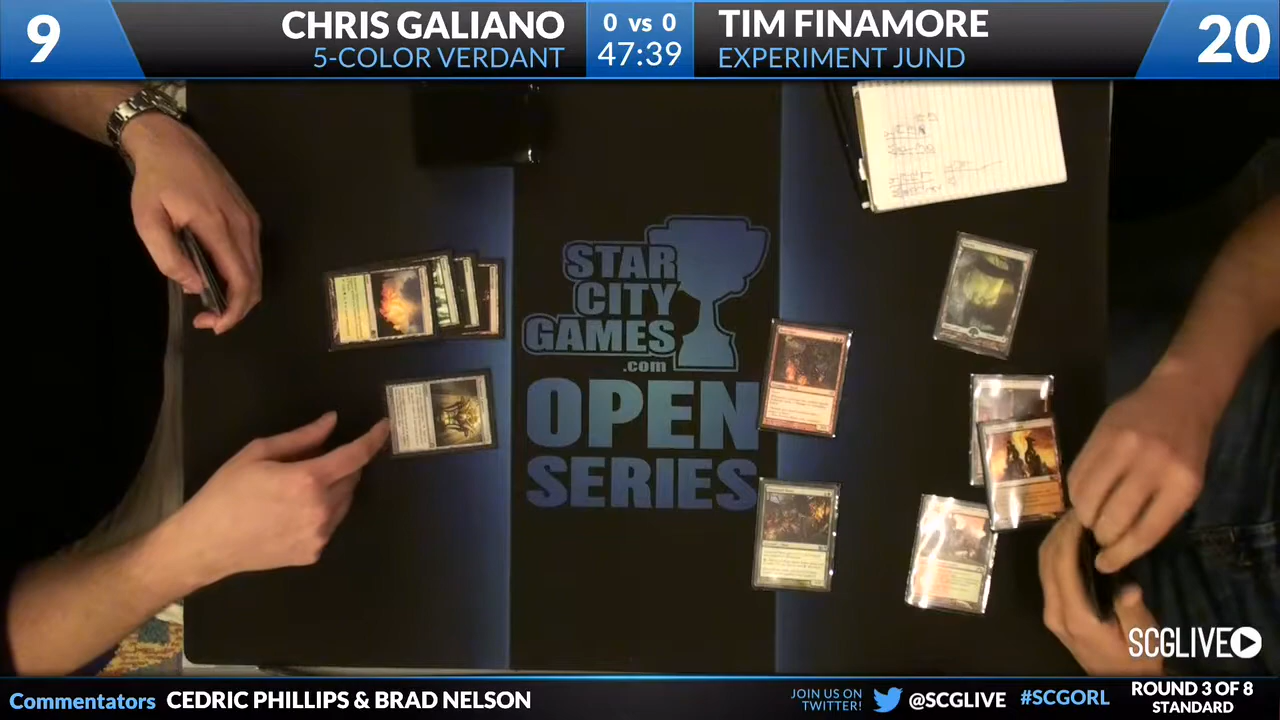 9
CHRIS GALIANO
5-COLOR VERDANT
0 vs 0
47:39
TIM FINAMORE
EXPERIMENT JUND
20
STAR
CITY
GAMES
.com
OPEN
SERIES
SCGLIVE
Commentators CEDRIC PHILLIPS & BRAD NELSON
JOIN US ON
TWITTER!
@SCGLIVE #SCGORL
ROUND 3 OF 8
STANDARD